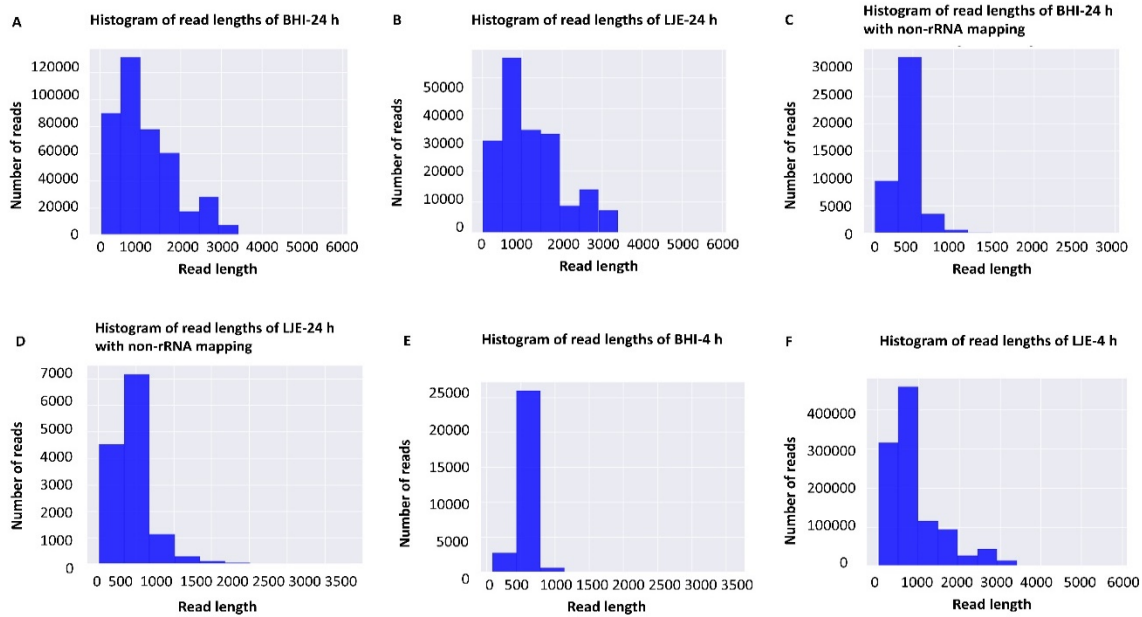 A
Histogram of read lengths of BHI-24 h
120000
100000
80000
60000
40000
20000
0
Number of reads
0 1000 2000 3000 4000 5000 6000
Read length
B
Histogram of read lengths of LJE-24 h
50000
40000
30000
20000
10000
0
Number of reads
0 1000 2000 3000 4000 5000 6000
Read length
C
Histogram of read lengths of BHI-24 h
with non-rRNA mapping
30000
25000
20000
15000
10000
5000
0
Number of reads
0 500 1000 1500 2000 2500 3000
Read length
D
Histogram of read lengths of LJE-24 h
with non-rRNA mapping
7000
6000
5000
4000
3000
2000
1000
0
Number of reads
0 500 1000 1500 2000 2500 3000 3500
Read length
E
Histogram of read lengths of BHI-4 h
25000
20000
15000
10000
5000
0
Number of reads
0 500 1000 1500 2000 2500 3000 3500
Read length
F
Histogram of read lengths of LJE-4 h
400000
300000
200000
100000
0
Number of reads
0 1000 2000 3000 4000 5000 6000
Read length